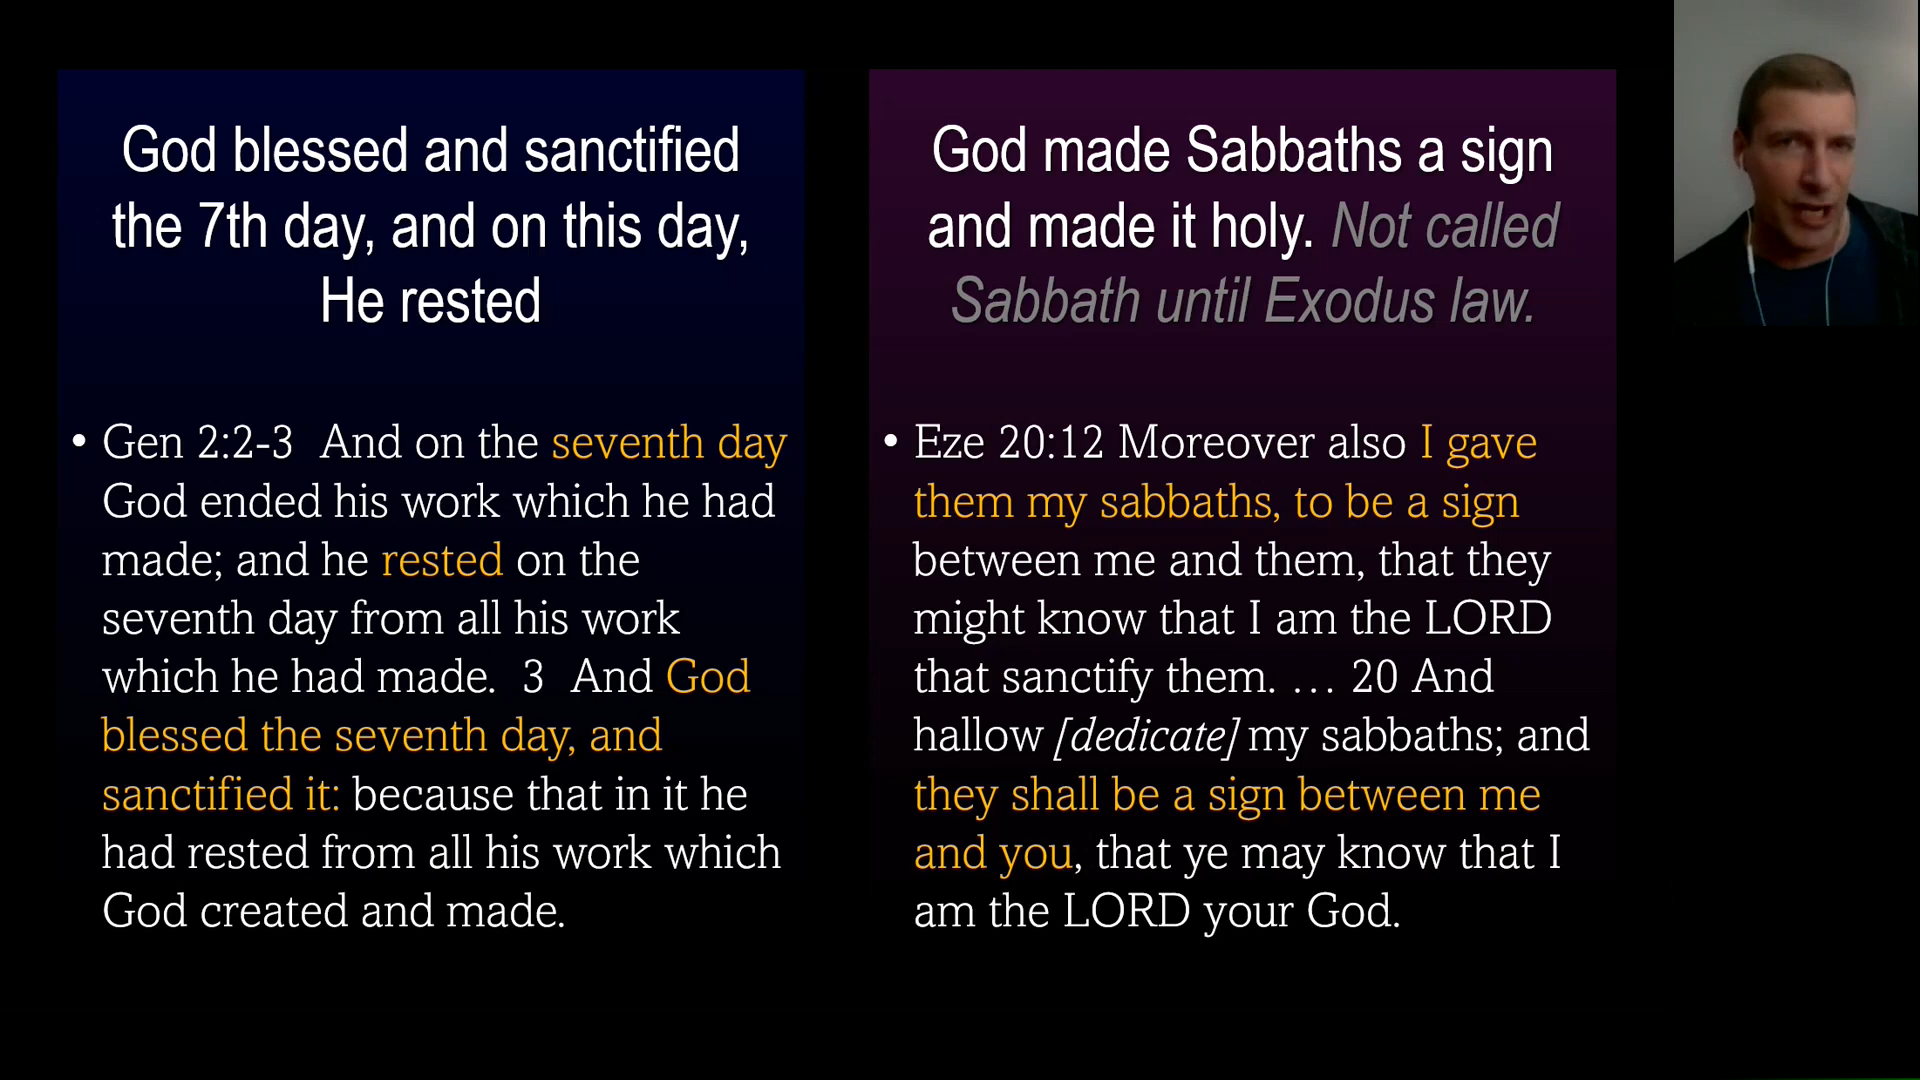 God blessed and sanctified
the 7th day, and on this day,
He rested
• Gen 2:2-3  And on the seventh day
God ended his work which he had
made; and he rested on the
seventh day from all his work
which he had made.  3  And God
blessed the seventh day, and
sanctified it: because that in it he
had rested from all his work which
God created and made.
God made Sabbaths a sign
and made it holy. Not called
Sabbath until Exodus law.
• Eze 20:12 Moreover also I gave
them my sabbaths, to be a sign
between me and them, that they
might know that I am the LORD
that sanctify them. … 20 And
hallow [dedicate] my sabbaths; and
they shall be a sign between me
and you, that ye may know that I
am the LORD your God.